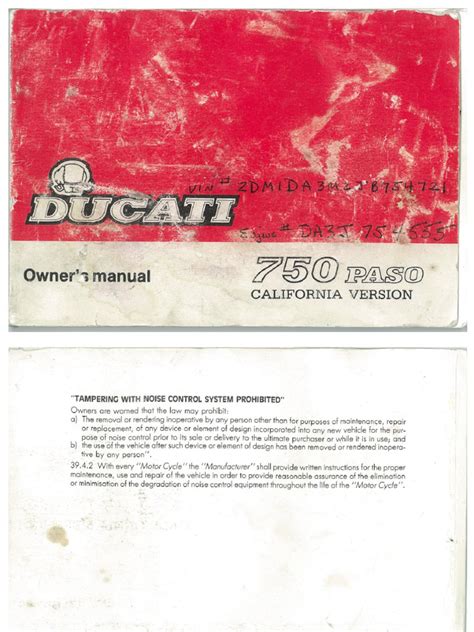 VIN # ZDM1DA3M2JB754721
DUCATI
Engine # DA3J 754555
Owner's manual
750 PASO
CALIFORNIA VERSION
"TAMPERING WITH NOISE CONTROL SYSTEM PROHIBITED"
Owners are warned that the law may prohibit:
a) The removal or rendering inoperative by any person other than for purposes of maintenance, repair
or replacement, of any device or element of design incorporated into any new vehicle for the pur-
pose of noise control prior to its sale or delivery to the ultimate purchaser or while it is in use; and
b) the use of the vehicle after such device or element of design has been removed or rendered inopera-
tive by any person".
39.4.2 With every "Motor Cycle" the "Manufacturer" shall provide written instructions for the proper
maintenance, use and repair of the vehicle in order to provide reasonable assurance of the elimination
or minimisation of the degradation of noise control equipment throughout the life of the "Motor Cycle".